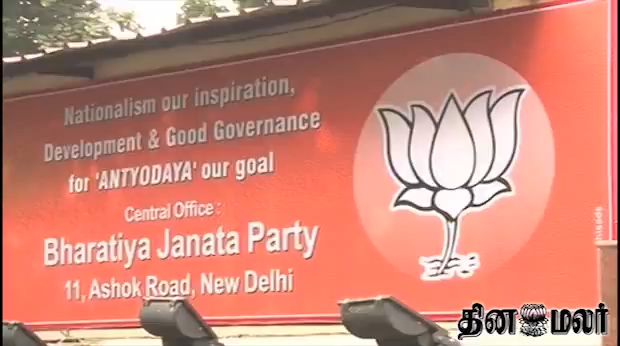 Nationalism our inspiration,
Development & Good Governance
for 'ANTYODAYA' our goal
Central Office :
Bharatiya Janata Party
11, Ashok Road, New Delhi
தினமலர்